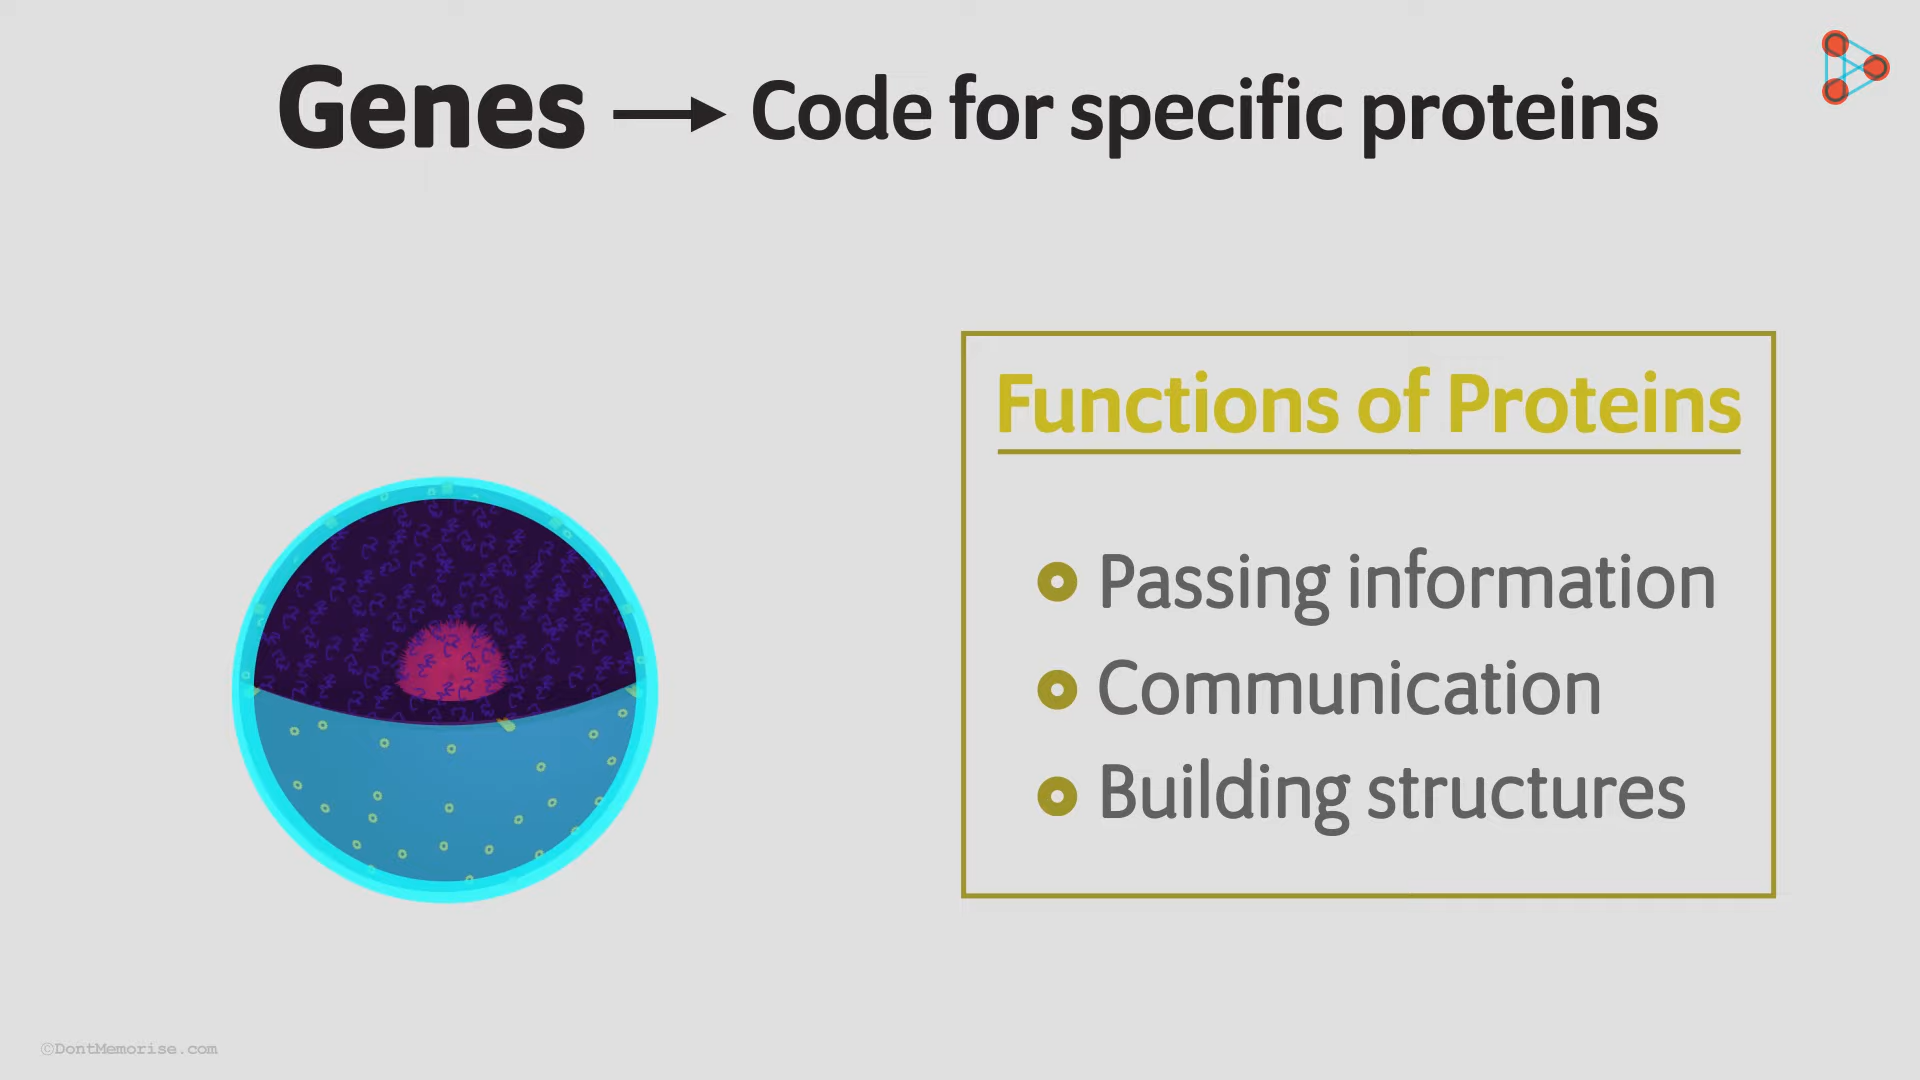 Genes → Code for specific proteins
Functions of Proteins
Passing information
Communication
Building structures
©DontMemorise.com